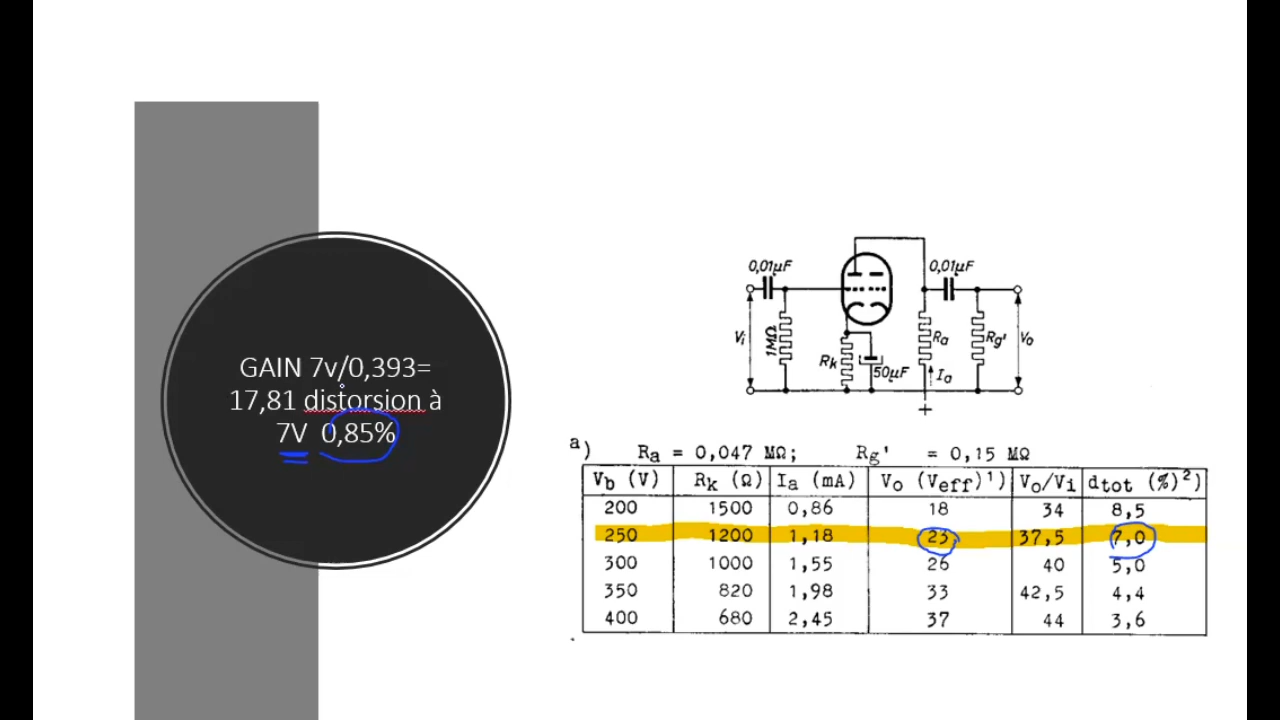 GAIN 7v/0,393=
17,81 distorsion à
7V 0,85%
0,01µF 0,01µF
Vi 1MΩ Rk 50µF Ra Ia Rg' Vo
+
a) Ra = 0,047 MΩ; Rg' = 0,15 MΩ
Vb (V) Rk (Ω) Ia (mA) Vo (Veff)¹) Vo/Vi dtot (%)²)
200 1500 0,86 18 34 8,5
250 1200 1,18 23 37,5 7,0
300 1000 1,55 26 40 5,0
350 820 1,98 33 42,5 4,4
400 680 2,45 37 44 3,6